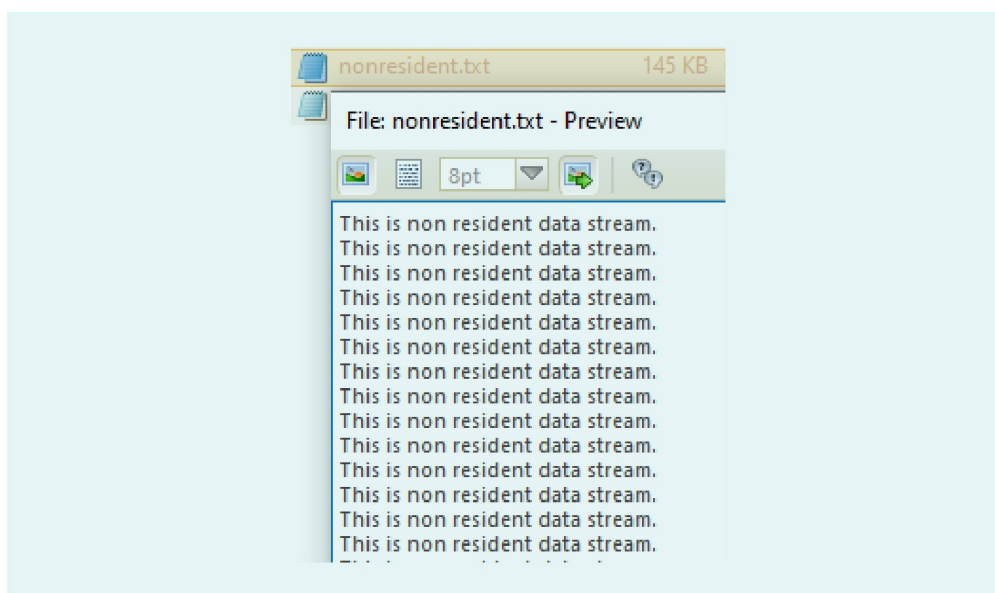 nonresident.txt 145 KB
File: nonresident.txt - Preview
8pt
This is non resident data stream.
This is non resident data stream.
This is non resident data stream.
This is non resident data stream.
This is non resident data stream.
This is non resident data stream.
This is non resident data stream.
This is non resident data stream.
This is non resident data stream.
This is non resident data stream.
This is non resident data stream.
This is non resident data stream.
This is non resident data stream.
This is non resident data stream.